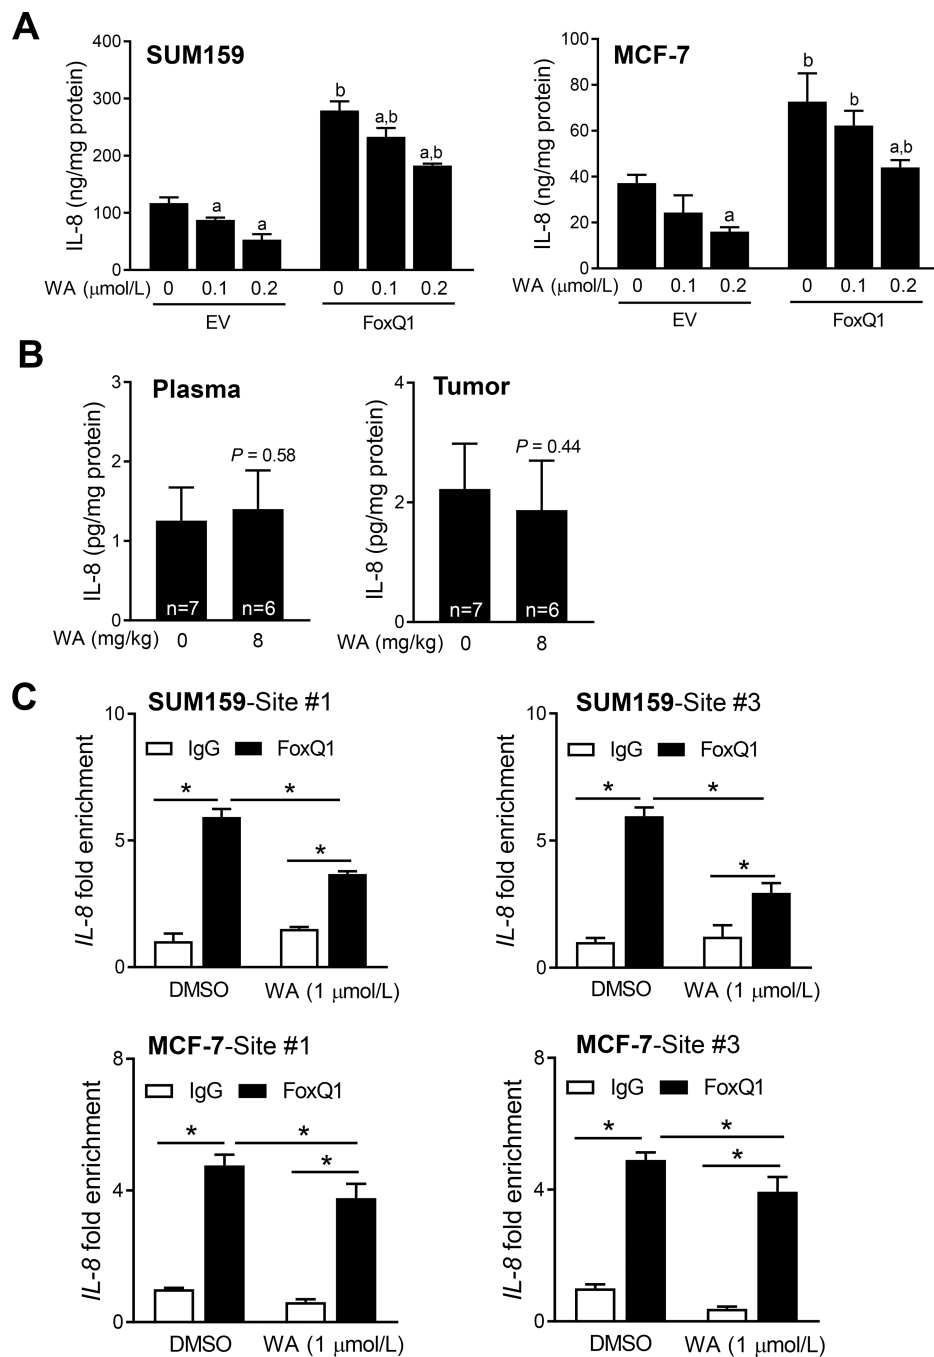 A
SUM159
IL-8 (ng/mg protein)
400
300
200
100
0
b
a,b
a,b
a
a
WA (μmol/L) 0 0.1 0.2 0 0.1 0.2
EV FoxQ1
MCF-7
IL-8 (ng/mg protein)
100
80
60
40
20
0
b
b
a,b
a
WA (μmol/L) 0 0.1 0.2 0 0.1 0.2
EV FoxQ1
B
Plasma
IL-8 (pg/mg protein)
3
2
1
0
P = 0.58
n=7 n=6
WA (mg/kg) 0 8
Tumor
IL-8 (pg/mg protein)
4
2
0
P = 0.44
n=7 n=6
WA (mg/kg) 0 8
C
SUM159-Site #1
IL-8 fold enrichment
10
5
0
IgG FoxQ1
* *
*
DMSO WA (1 μmol/L)
SUM159-Site #3
IL-8 fold enrichment
10
5
0
IgG FoxQ1
* *
*
DMSO WA (1 μmol/L)
MCF-7-Site #1
IL-8 fold enrichment
8
4
0
IgG FoxQ1
* *
*
DMSO WA (1 μmol/L)
MCF-7-Site #3
IL-8 fold enrichment
8
4
0
IgG FoxQ1
* *
*
DMSO WA (1 μmol/L)